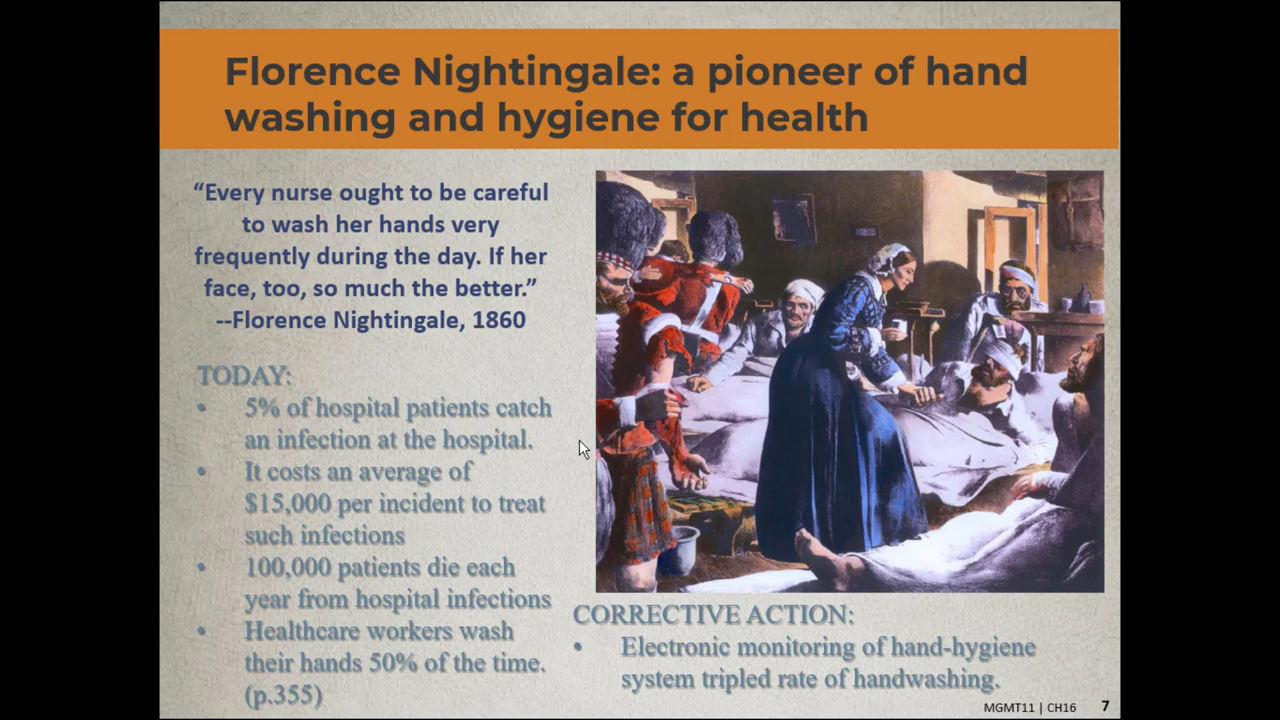 Florence Nightingale: a pioneer of hand
washing and hygiene for health
“Every nurse ought to be careful
to wash her hands very
frequently during the day. If her
face, too, so much the better.”
--Florence Nightingale, 1860
TODAY:
• 5% of hospital patients catch
an infection at the hospital.
• It costs an average of
$15,000 per incident to treat
such infections
• 100,000 patients die each
year from hospital infections
• Healthcare workers wash
their hands 50% of the time.
(p.355)
CORRECTIVE ACTION:
• Electronic monitoring of hand-hygiene
system tripled rate of handwashing.
MGMT11 | CH16 7